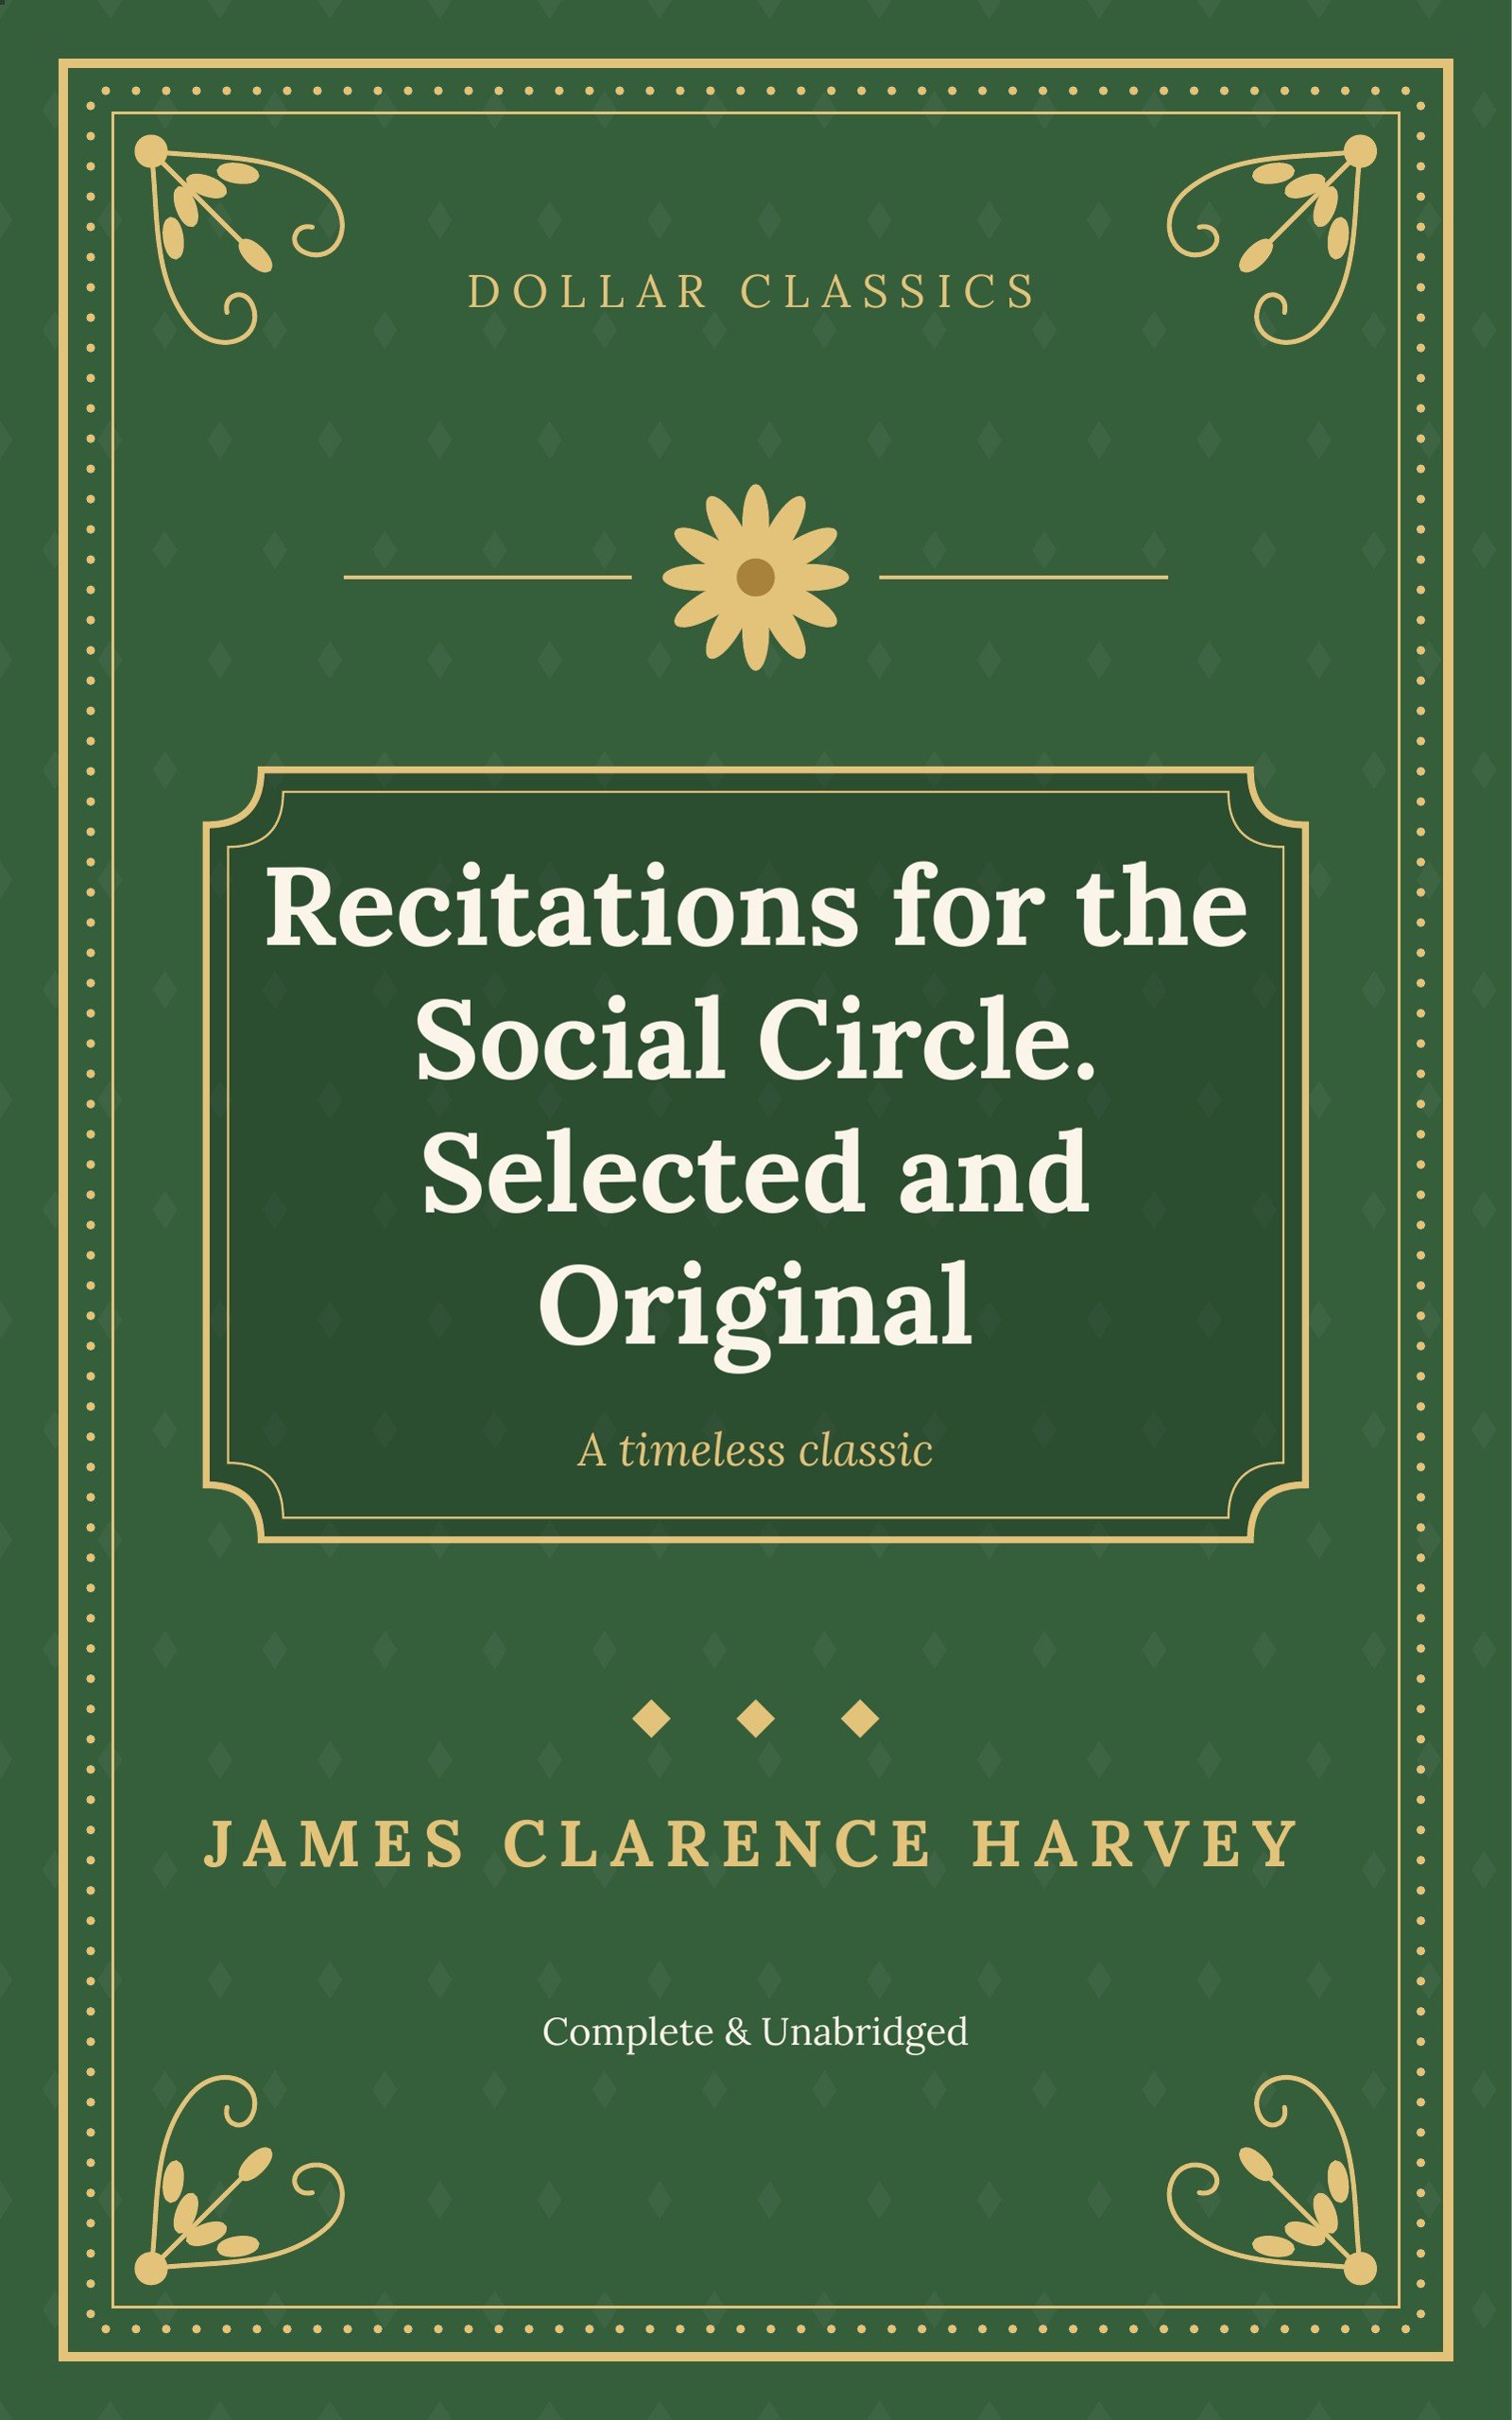 DOLLAR CLASSICS
Recitations for the
Social Circle.
Selected and
Original
A timeless classic
JAMES CLARENCE HARVEY
Complete & Unabridged